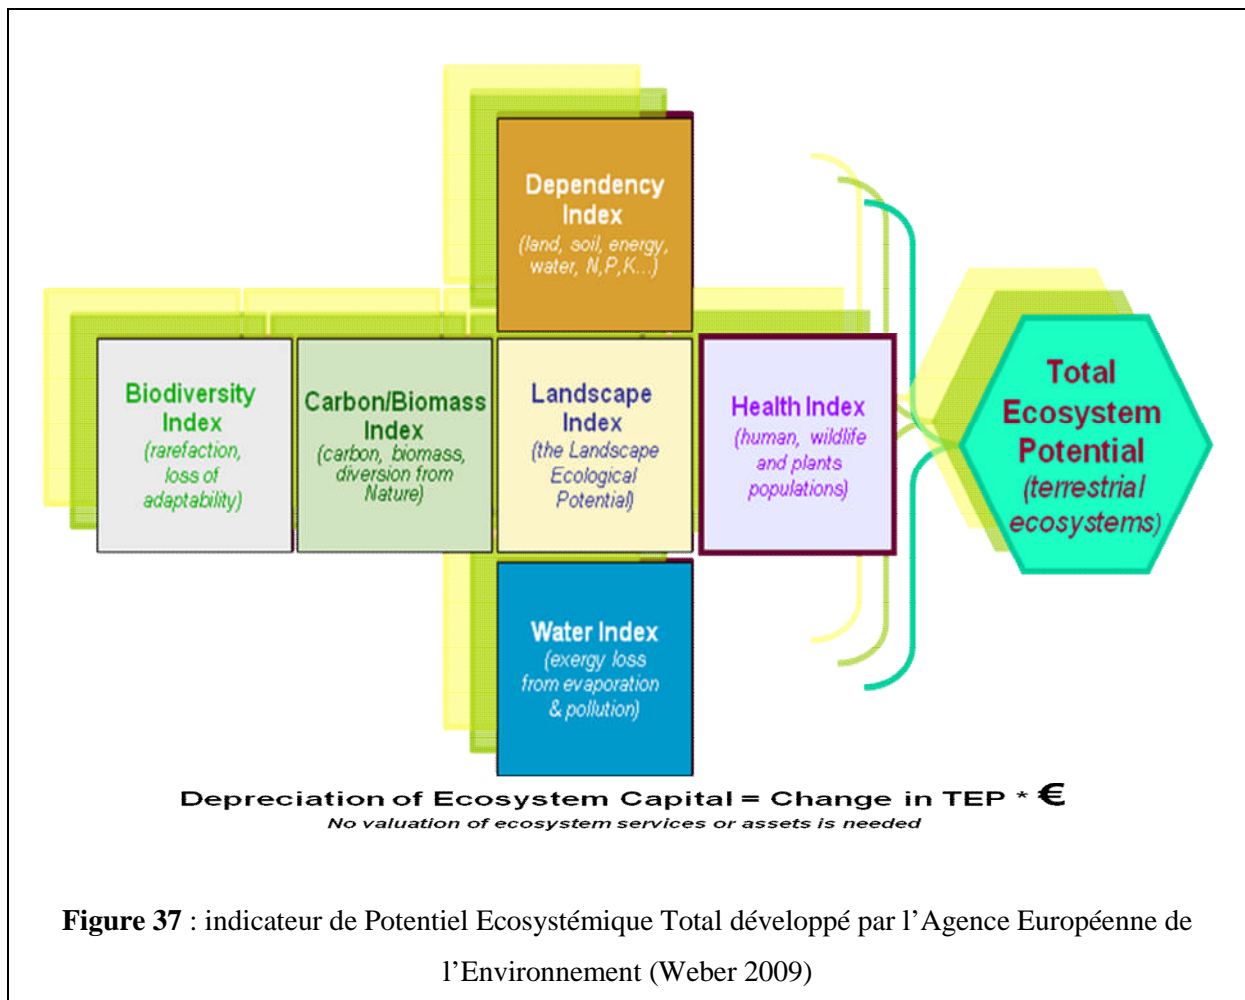 Dependency
Index
(land, soil, energy,
water, N,P,K...)
Biodiversity
Index
(rarefaction,
loss of
adaptability)
Carbon/Biomass
Index
(carbon, biomass,
diversion from
Nature)
Landscape
Index
(the Landscape
Ecological
Potential)
Health Index
(human, wildlife
and plants
populations)
Total
Ecosystem
Potential
(terrestrial
ecosystems)
Water Index
(exergy loss
from evaporation
& pollution)
Depreciation of Ecosystem Capital = Change in TEP * €
No valuation of ecosystem services or assets is needed
Figure 37 : indicateur de Potentiel Ecosystémique Total développé par l’Agence Européenne de
l’Environnement (Weber 2009)